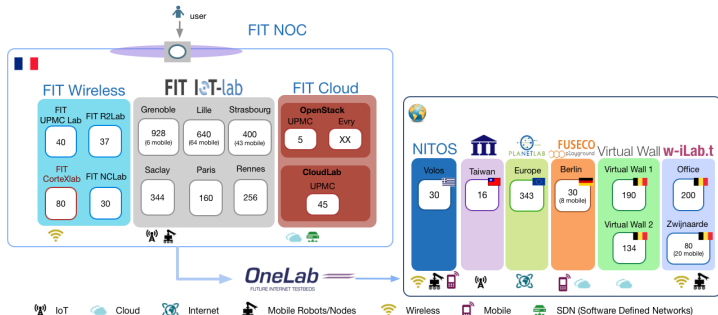 user
FIT NOC
FIT Wireless
FIT IoT-lab
FIT Cloud
FIT UPMC Lab
FIT R2Lab
40
37
FIT CorteXlab
FIT NCLab
80
30
Grenoble
Lille
Strasbourg
928
(6 mobile)
640
(64 mobile)
400
(43 mobile)
Saclay
Paris
Rennes
344
160
256
OpenStack
UPMC
Evry
5
XX
CloudLab
UPMC
45
OneLab
FUTURE INTERNET TESTBEDS
NITOS
PLANETLAB
FUSECO
playground
Virtual Wall
w-iLab.t
Volos
Taiwan
Europe
Berlin
Virtual Wall 1
Office
30
16
343
30
(8 mobile)
190
200
Virtual Wall 2
Zwijnaarde
134
80
(20 mobile)
IoT
Cloud
Internet
Mobile Robots/Nodes
Wireless
Mobile
SDN (Software Defined Networks)